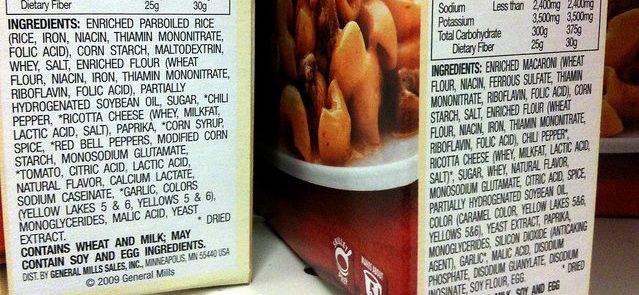 Dietary Fiber 25g 30g
INGREDIENTS: ENRICHED PARBOILED RICE
(RICE, IRON, NIACIN, THIAMIN MONONITRATE,
FOLIC ACID), CORN STARCH, MALTODEXTRIN,
WHEY, SALT, ENRICHED FLOUR (WHEAT
FLOUR, NIACIN, IRON, THIAMIN MONONITRATE,
RIBOFLAVIN, FOLIC ACID), PARTIALLY
HYDROGENATED SOYBEAN OIL, SUGAR, *CHILI
PEPPER, *RICOTTA CHEESE (WHEY, MILKFAT,
LACTIC ACID, SALT), PAPRIKA, *CORN SYRUP,
SPICE, *RED BELL PEPPERS, MODIFIED CORN
STARCH, MONOSODIUM GLUTAMATE,
*TOMATO, CITRIC ACID, LACTIC ACID,
NATURAL FLAVOR, CALCIUM LACTATE,
SODIUM CASEINATE, *GARLIC, COLORS
(YELLOW LAKES 5 & 6, YELLOWS 5 & 6),
MONOGLYCERIDES, MALIC ACID, YEAST
EXTRACT. * DRIED
CONTAINS WHEAT AND MILK; MAY
CONTAIN SOY AND EGG INGREDIENTS.
DIST. BY GENERAL MILLS SALES, INC., MINNEAPOLIS, MN 55440 USA
© 2009 General Mills
Sodium Less than 2,400mg 2,400mg
Potassium 3,500mg 3,500mg
Total Carbohydrate 300g 375g
Dietary Fiber 25g 30g
INGREDIENTS: ENRICHED MACARONI (WHEAT
FLOUR, NIACIN, FERROUS SULFATE, THIAMIN
MONONITRATE, RIBOFLAVIN, FOLIC ACID), CORN
STARCH, SALT, ENRICHED FLOUR (WHEAT
FLOUR, NIACIN, IRON, THIAMIN MONONITRATE,
RIBOFLAVIN, FOLIC ACID), CHILI PEPPER*,
RICOTTA CHEESE (WHEY, MILKFAT, LACTIC ACID,
SALT)*, SUGAR, WHEY, NATURAL FLAVOR,
MONOSODIUM GLUTAMATE, CITRIC ACID, SPICE,
PARTIALLY HYDROGENATED SOYBEAN OIL,
COLOR (CARAMEL COLOR, YELLOW LAKES 5&6,
YELLOWS 5&6), YEAST EXTRACT, PAPRIKA,
MONOGLYCERIDES, SILICON DIOXIDE (ANTICAKING
AGENT), GARLIC*, MALIC ACID, DISODIUM
PHOSPHATE, DISODIUM GUANYLATE, DISODIUM
INOSINATE, SOY FLOUR, EGG. * DRIED
MILK, SOY AND EGG